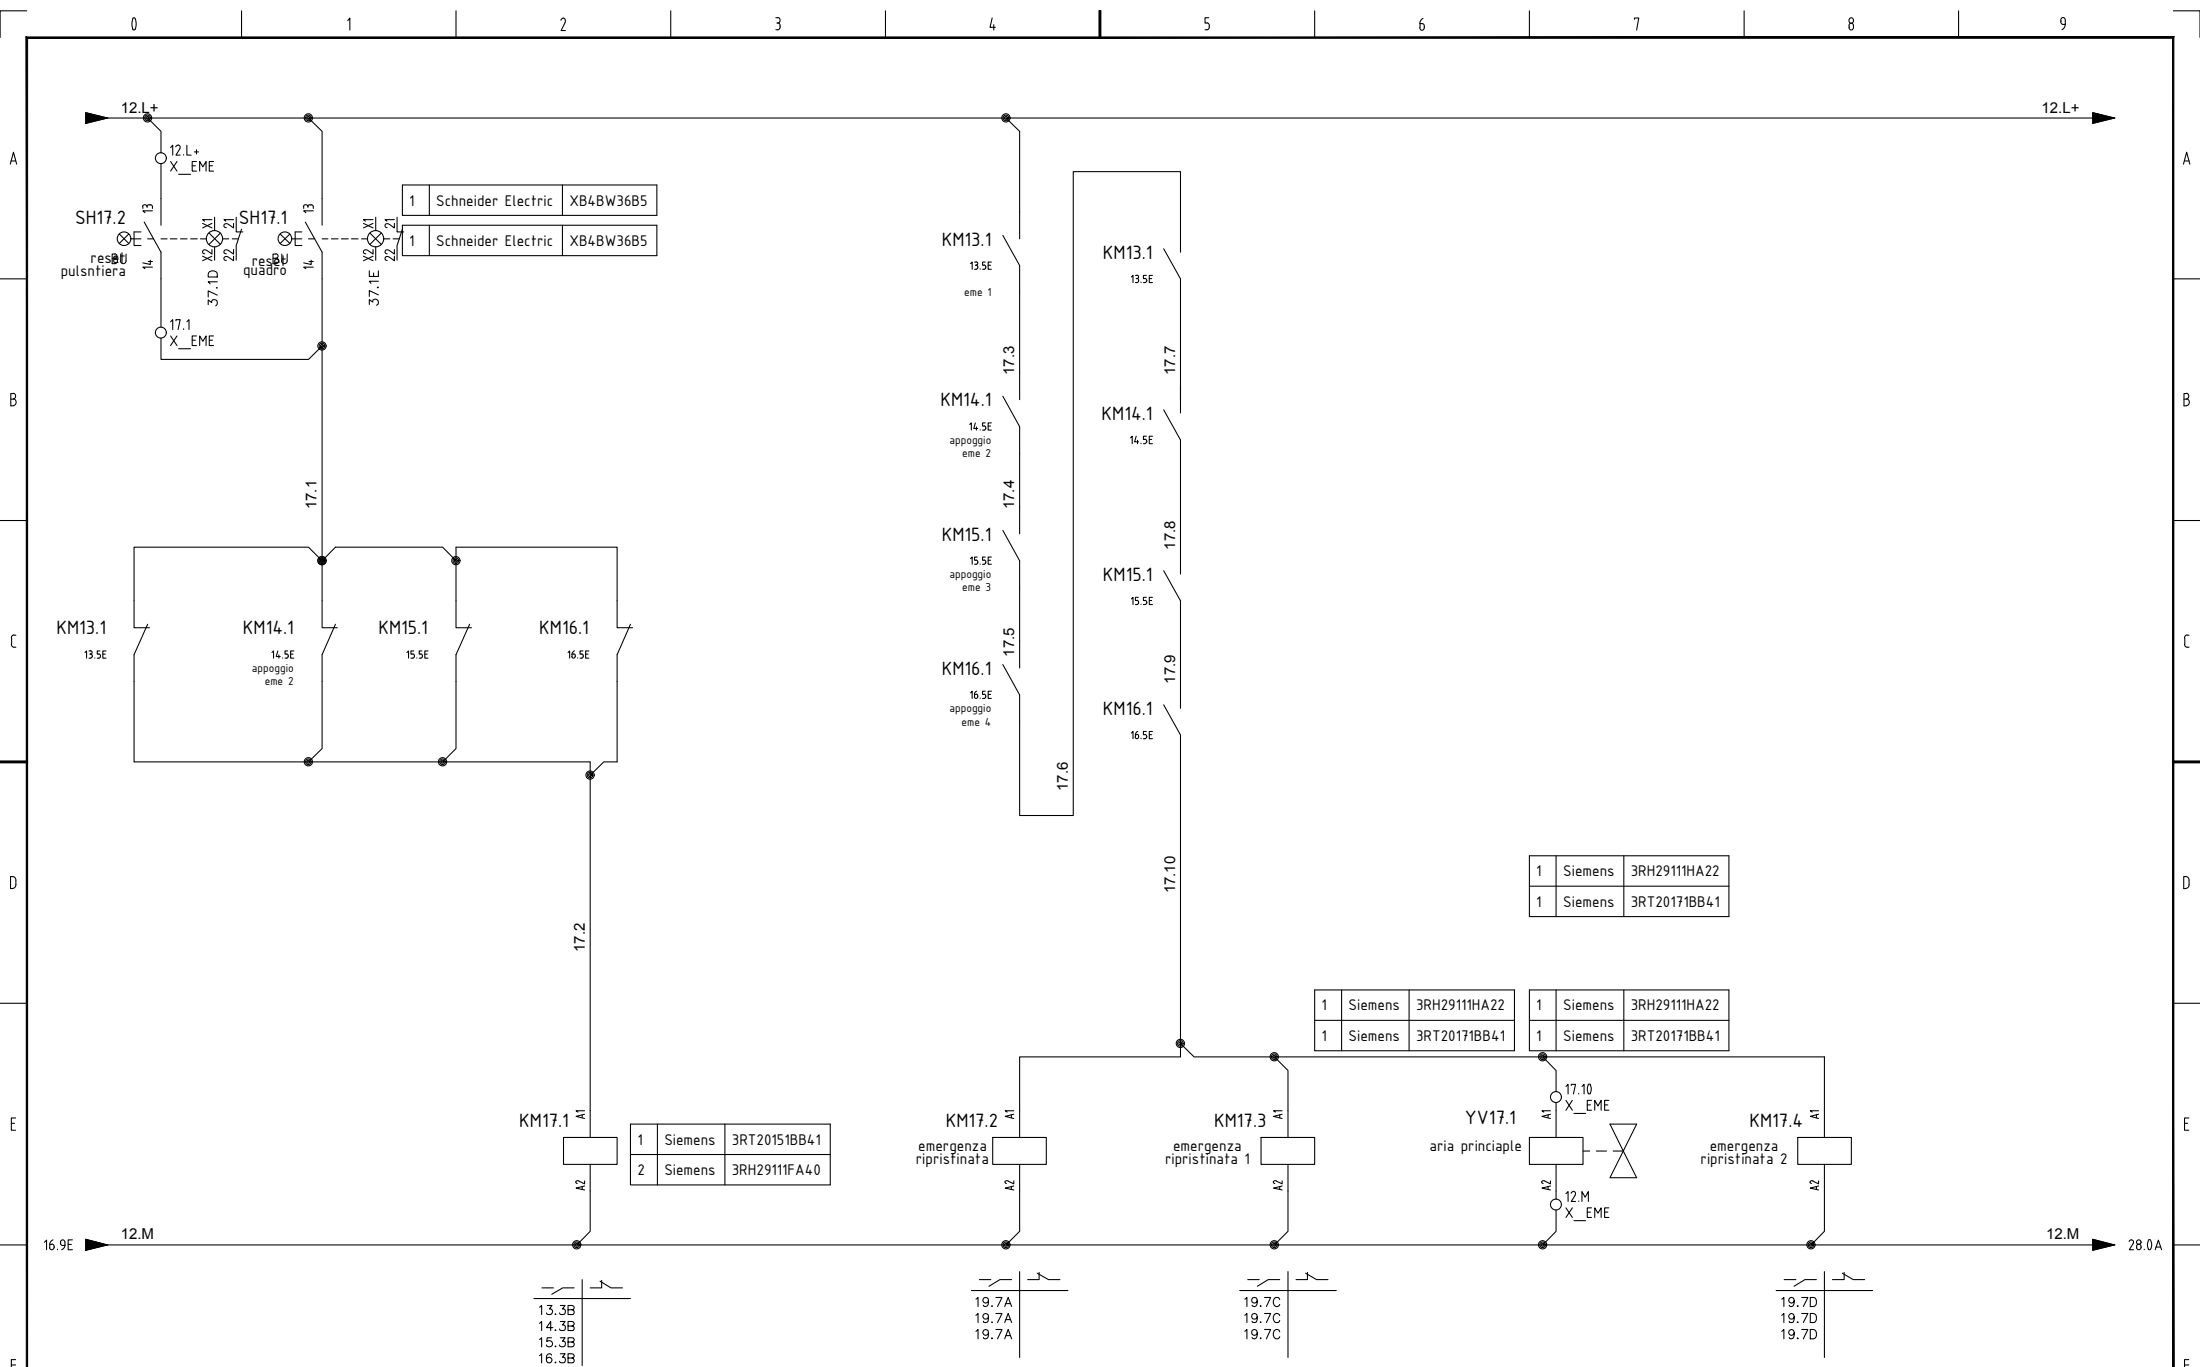 0 1 2 3 4 5 6 7 8 9
12.L+
12.L+
A
A
12.L+
X_EME
1 Schneider Electric XB4BW36B5
1 Schneider Electric XB4BW36B5
SH17.2
13
14
X1
X2
21
22
37.1D
pulsntiera
SH17.1
13
14
X1
X2
21
22
37.1E
quadro
17.1
X_EME
KM13.1
13.5E
eme 1
KM13.1
13.5E
17.3
17.7
B
B
KM14.1
14.5E
appoggio
eme 2
KM14.1
14.5E
17.1
17.4
17.8
KM15.1
15.5E
appoggio
eme 3
KM15.1
15.5E
C
C
KM13.1
13.5E
KM14.1
14.5E
appoggio
eme 2
KM15.1
15.5E
KM16.1
16.5E
17.5
17.9
KM16.1
16.5E
appoggio
eme 4
KM16.1
16.5E
17.6
17.10
D
D
17.2
1 Siemens 3RH29111HA22
1 Siemens 3RT20171BB41
1 Siemens 3RH29111HA22
1 Siemens 3RT20171BB41
1 Siemens 3RH29111HA22
1 Siemens 3RT20171BB41
E
E
KM17.1
A1
A2
1 Siemens 3RT20151BB41
2 Siemens 3RH29111FA40
KM17.2
emergenza
ripristinata
A1
A2
KM17.3
emergenza
ripristinata 1
A1
A2
17.10
X_EME
YV17.1
aria princiaple
A1
A2
12.M
X_EME
KM17.4
emergenza
ripristinata 2
A1
A2
16.9E
12.M
12.M
28.0A
13.3B
14.3B
15.3B
16.3B
19.7A
19.7A
19.7A
19.7C
19.7C
19.7C
19.7D
19.7D
19.7D